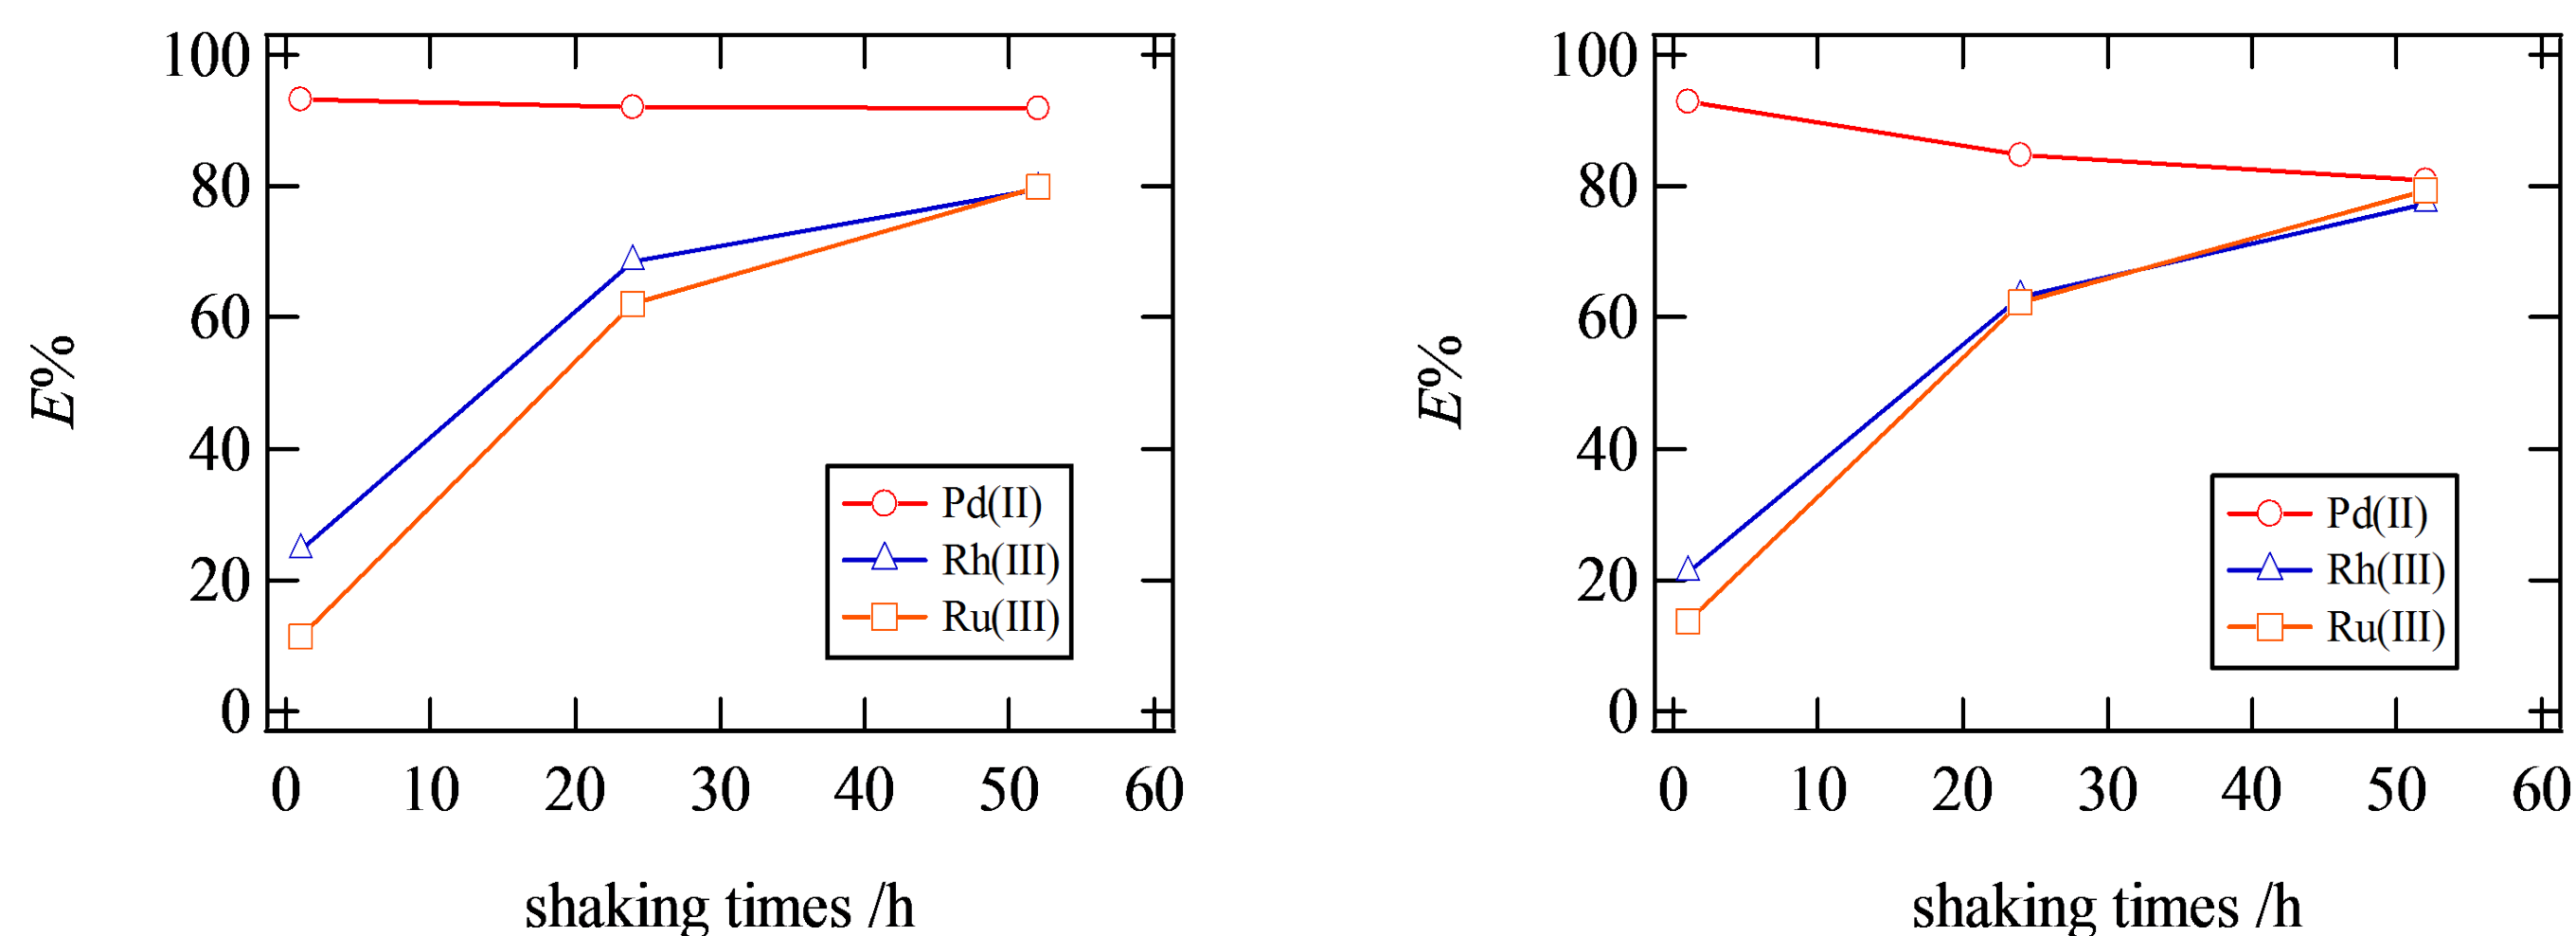 100
80
60
40
20
0
E%
0 10 20 30 40 50 60
shaking times /h
Pd(II)
Rh(III)
Ru(III)
100
80
60
40
20
0
E%
0 10 20 30 40 50 60
shaking times /h
Pd(II)
Rh(III)
Ru(III)